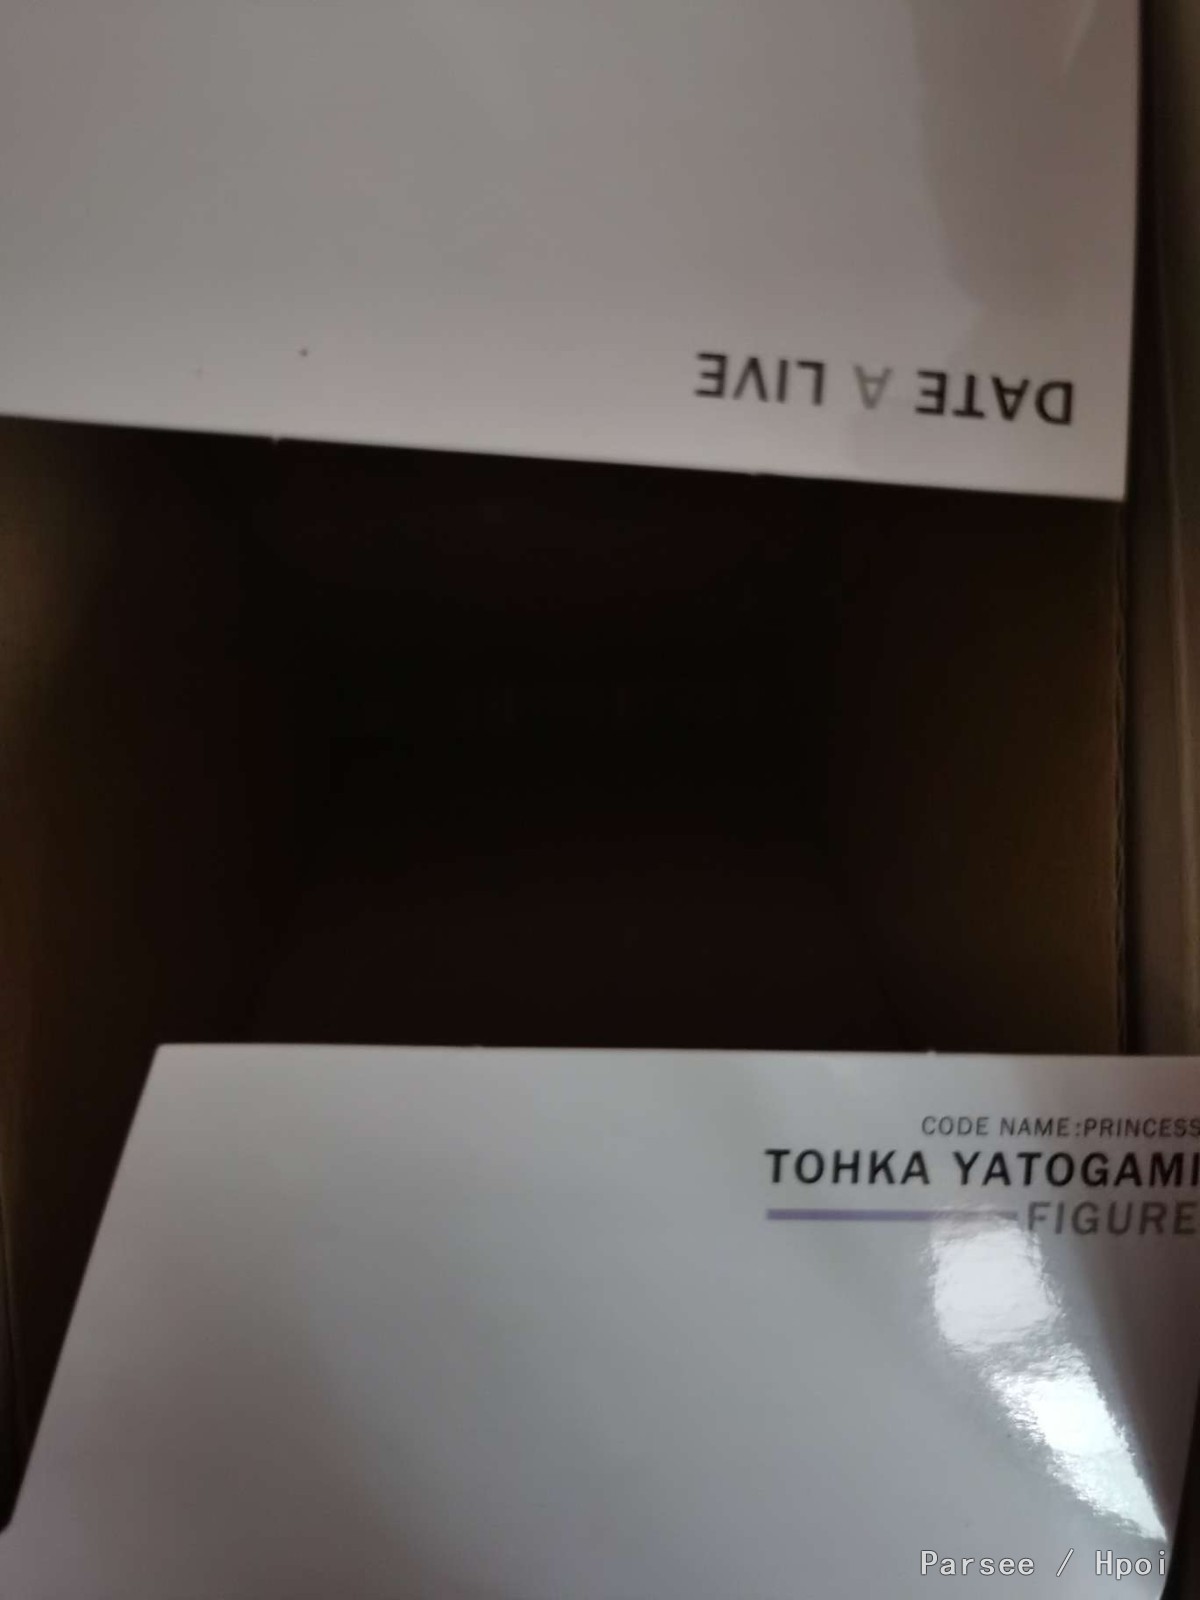 DATE A LIVE
CODE NAME:PRINCESS
TOHKA YATOGAMI
FIGURE
Parsee / Hpoi